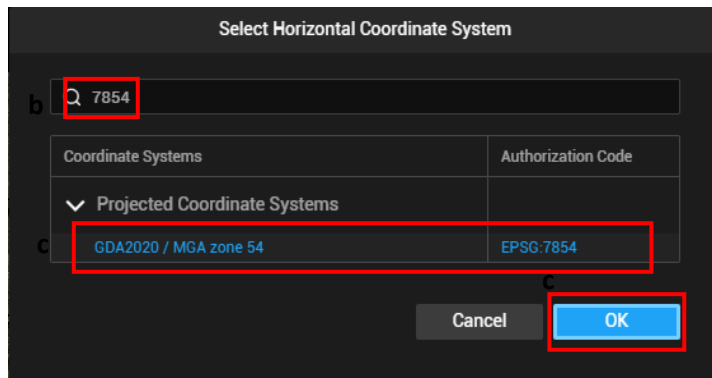 Select Horizontal Coordinate System
b 7854
Coordinate Systems Authorization Code
Projected Coordinate Systems
c GDA2020 / MGA zone 54 EPSG:7854
c
Cancel OK